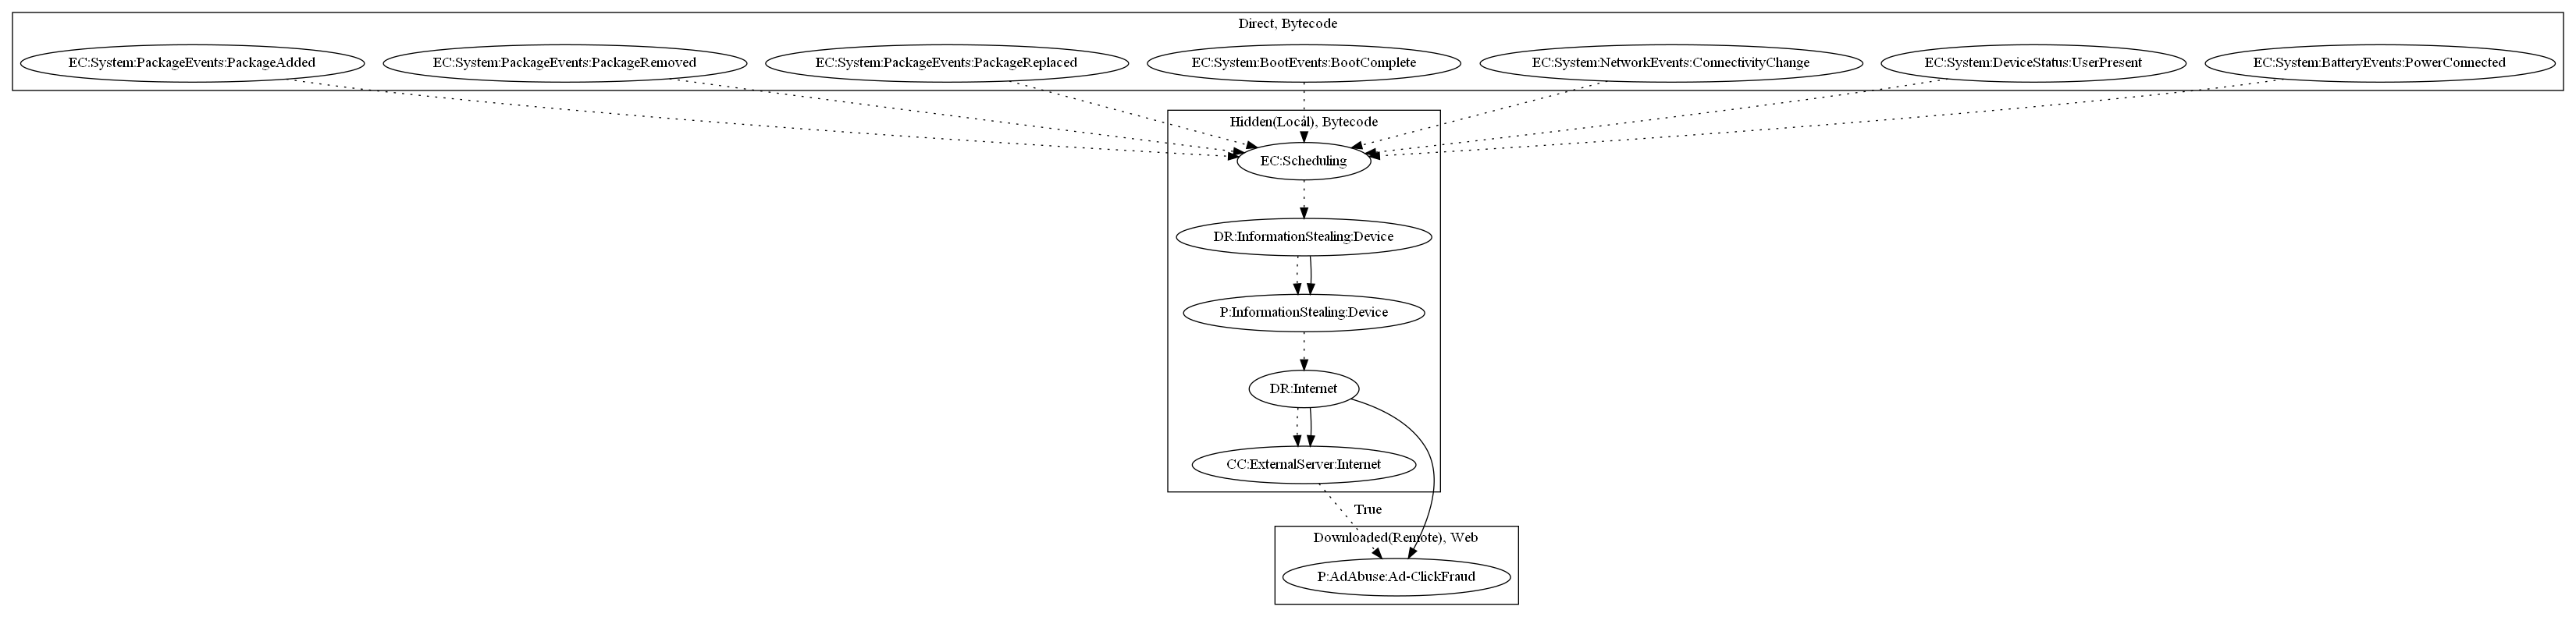 Direct, Bytecode
EC:System:PackageEvents:PackageAdded
EC:System:PackageEvents:PackageRemoved
EC:System:PackageEvents:PackageReplaced
EC:System:BootEvents:BootComplete
EC:System:NetworkEvents:ConnectivityChange
EC:System:DeviceStatus:UserPresent
EC:System:BatteryEvents:PowerConnected
Hidden(Local), Bytecode
EC:Scheduling
DR:InformationStealing:Device
P:InformationStealing:Device
DR:Internet
CC:ExternalServer:Internet
True
Downloaded(Remote), Web
P:AdAbuse:Ad-ClickFraud